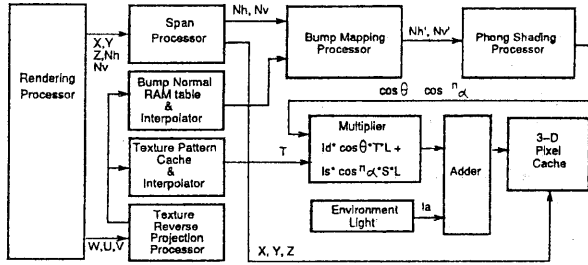 Nh, Nv
Span
Processor
X,Y
Z,Nh
Nv
Bump Mapping
Processor
Nh', Nv'
Phong Shading
Processor
Rendering
Processor
Bump Normal
RAM table
&
Interpolator
cos θ cos ⁿ α
Texture Pattern
Cache &
Interpolator
T
Multiplier
Id* cos θ*T*L +
Is* cos ⁿ α*S*L
Adder
3-D
Pixel
Cache
Texture
Reverse
Projection
Processor
W,U,V
Environment
Light
Ia
X, Y, Z